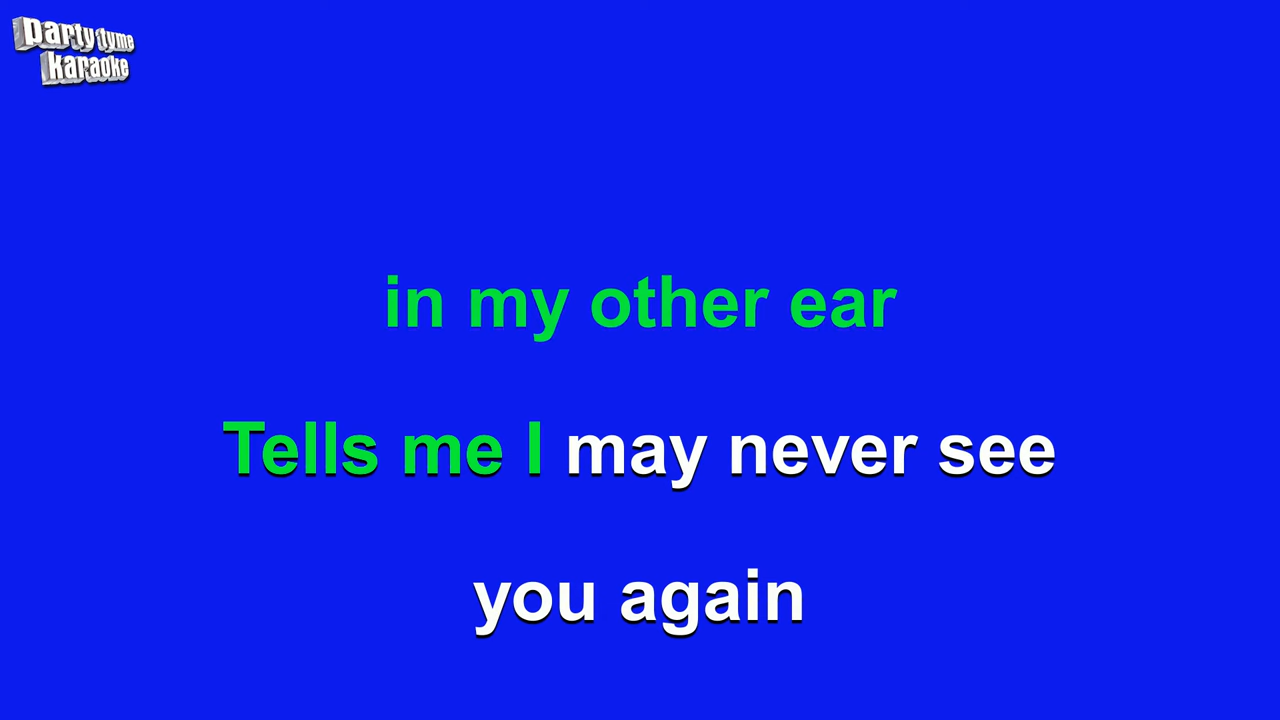 party tyme
karaoke
in my other ear
Tells me I may never see
you again